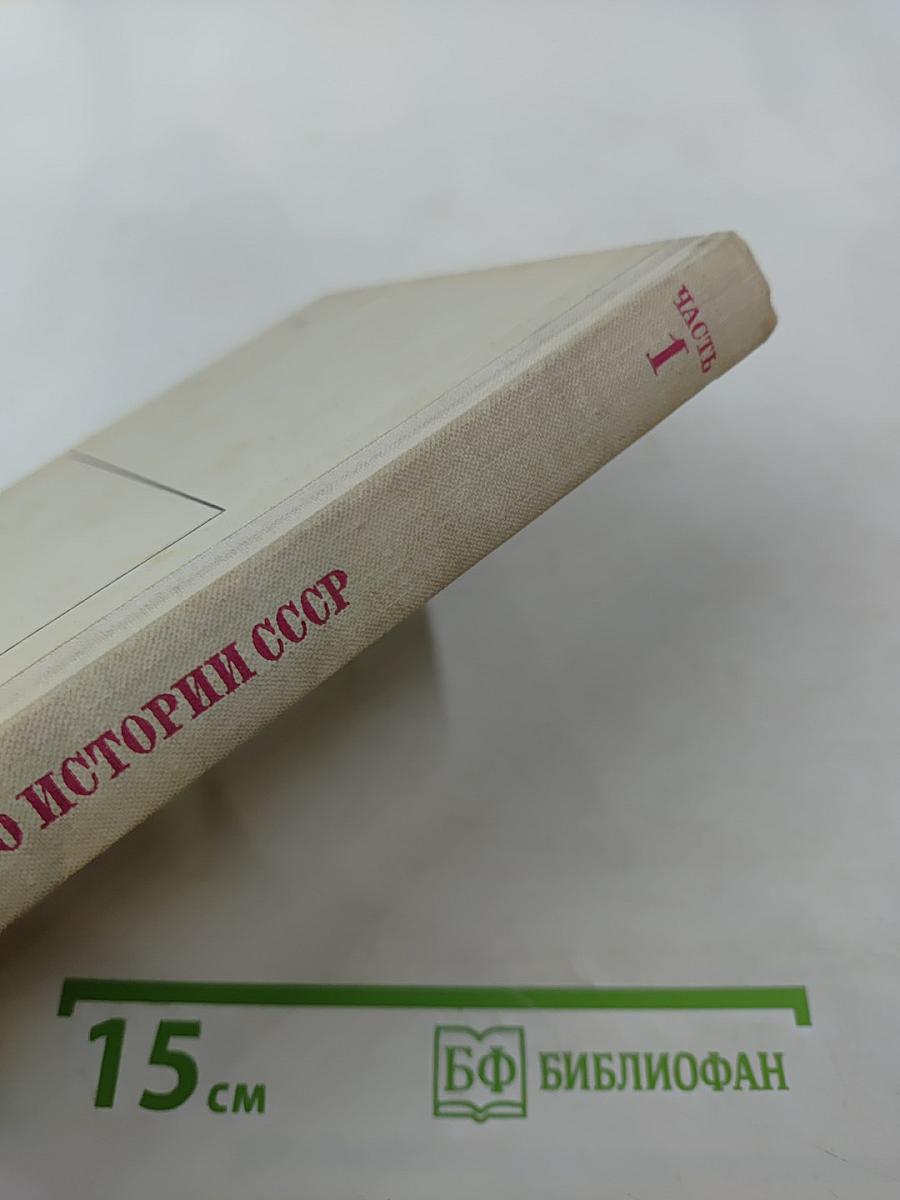 О ИСТОРИИ СССР
ЧАСТЬ
1
15 см
БФ БИБЛИОФАН